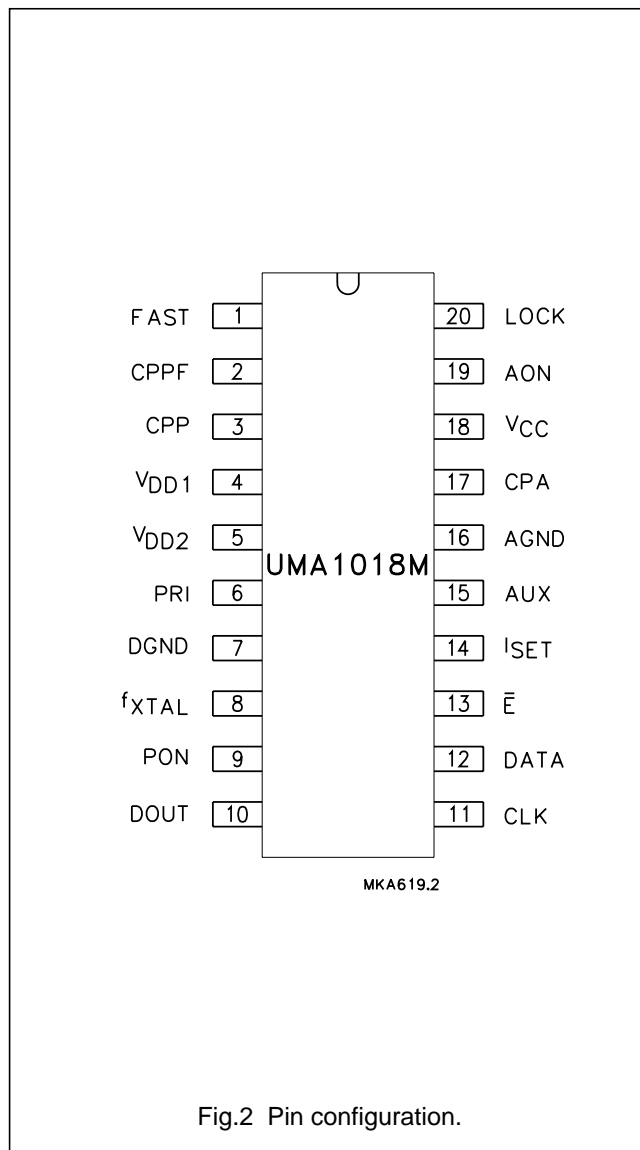 FAST 1 20 LOCK
CPPF 2 19 AON
CPP 3 18 VCC
VDD1 4 17 CPA
VDD2 5 16 AGND
UMA1018M
PRI 6 15 AUX
DGND 7 14 ISET
fXTAL 8 13 E̅
PON 9 12 DATA
DOUT 10 11 CLK
MKA619.2
Fig.2 Pin configuration.